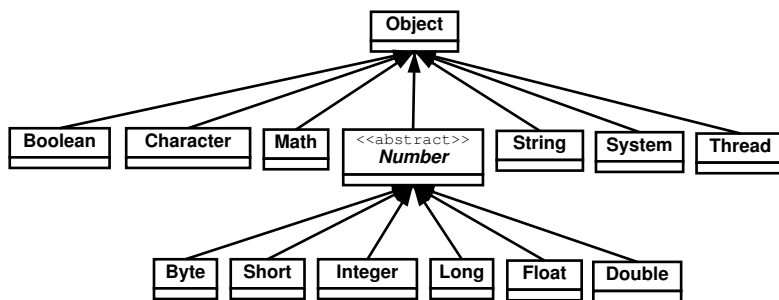 Object
Boolean
Character
Math
<<abstract>>
Number
String
System
Thread
Byte
Short
Integer
Long
Float
Double